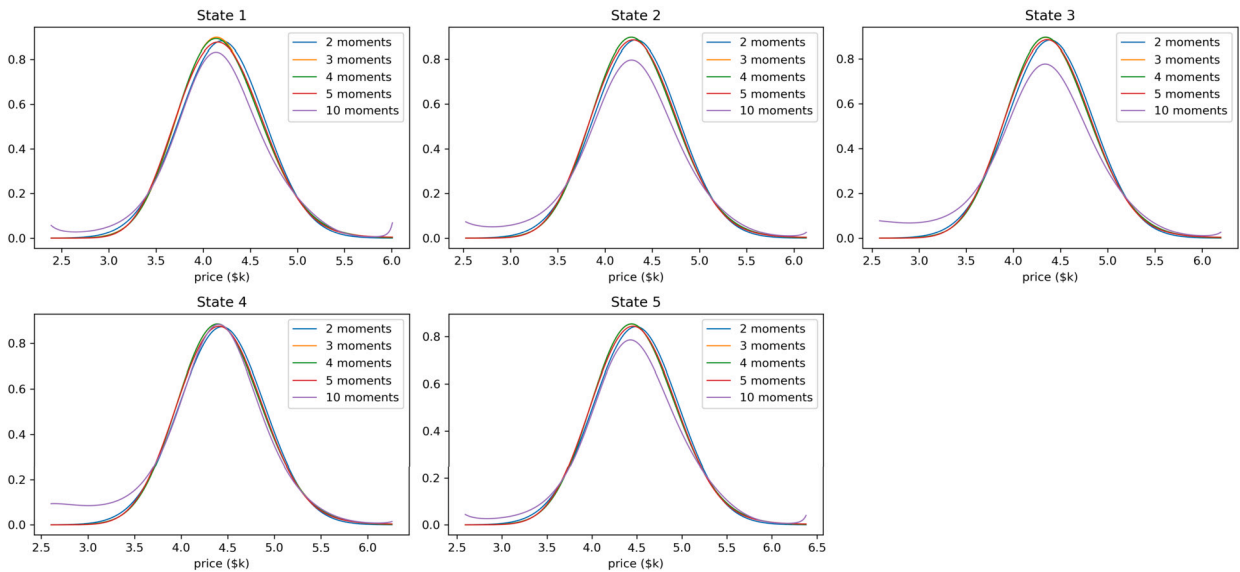 State 1
0.8
0.6
0.4
0.2
0.0
2.5 3.0 3.5 4.0 4.5 5.0 5.5 6.0
price ($k)
2 moments
3 moments
4 moments
5 moments
10 moments
State 2
0.8
0.6
0.4
0.2
0.0
2.5 3.0 3.5 4.0 4.5 5.0 5.5 6.0
price ($k)
2 moments
3 moments
4 moments
5 moments
10 moments
State 3
0.8
0.6
0.4
0.2
0.0
2.5 3.0 3.5 4.0 4.5 5.0 5.5 6.0
price ($k)
2 moments
3 moments
4 moments
5 moments
10 moments
State 4
0.8
0.6
0.4
0.2
0.0
2.5 3.0 3.5 4.0 4.5 5.0 5.5 6.0
price ($k)
2 moments
3 moments
4 moments
5 moments
10 moments
State 5
0.8
0.6
0.4
0.2
0.0
2.5 3.0 3.5 4.0 4.5 5.0 5.5 6.0 6.5
price ($k)
2 moments
3 moments
4 moments
5 moments
10 moments